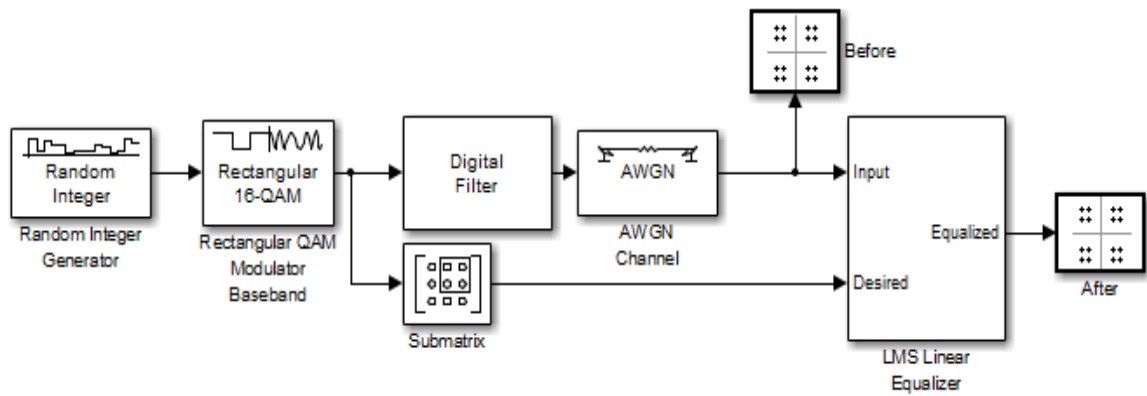 Before
Random
Integer
Random Integer
Generator
Rectangular
16-QAM
Rectangular QAM
Modulator
Baseband
Digital
Filter
AWGN
AWGN
Channel
Submatrix
Input
Desired
Equalized
LMS Linear
Equalizer
After